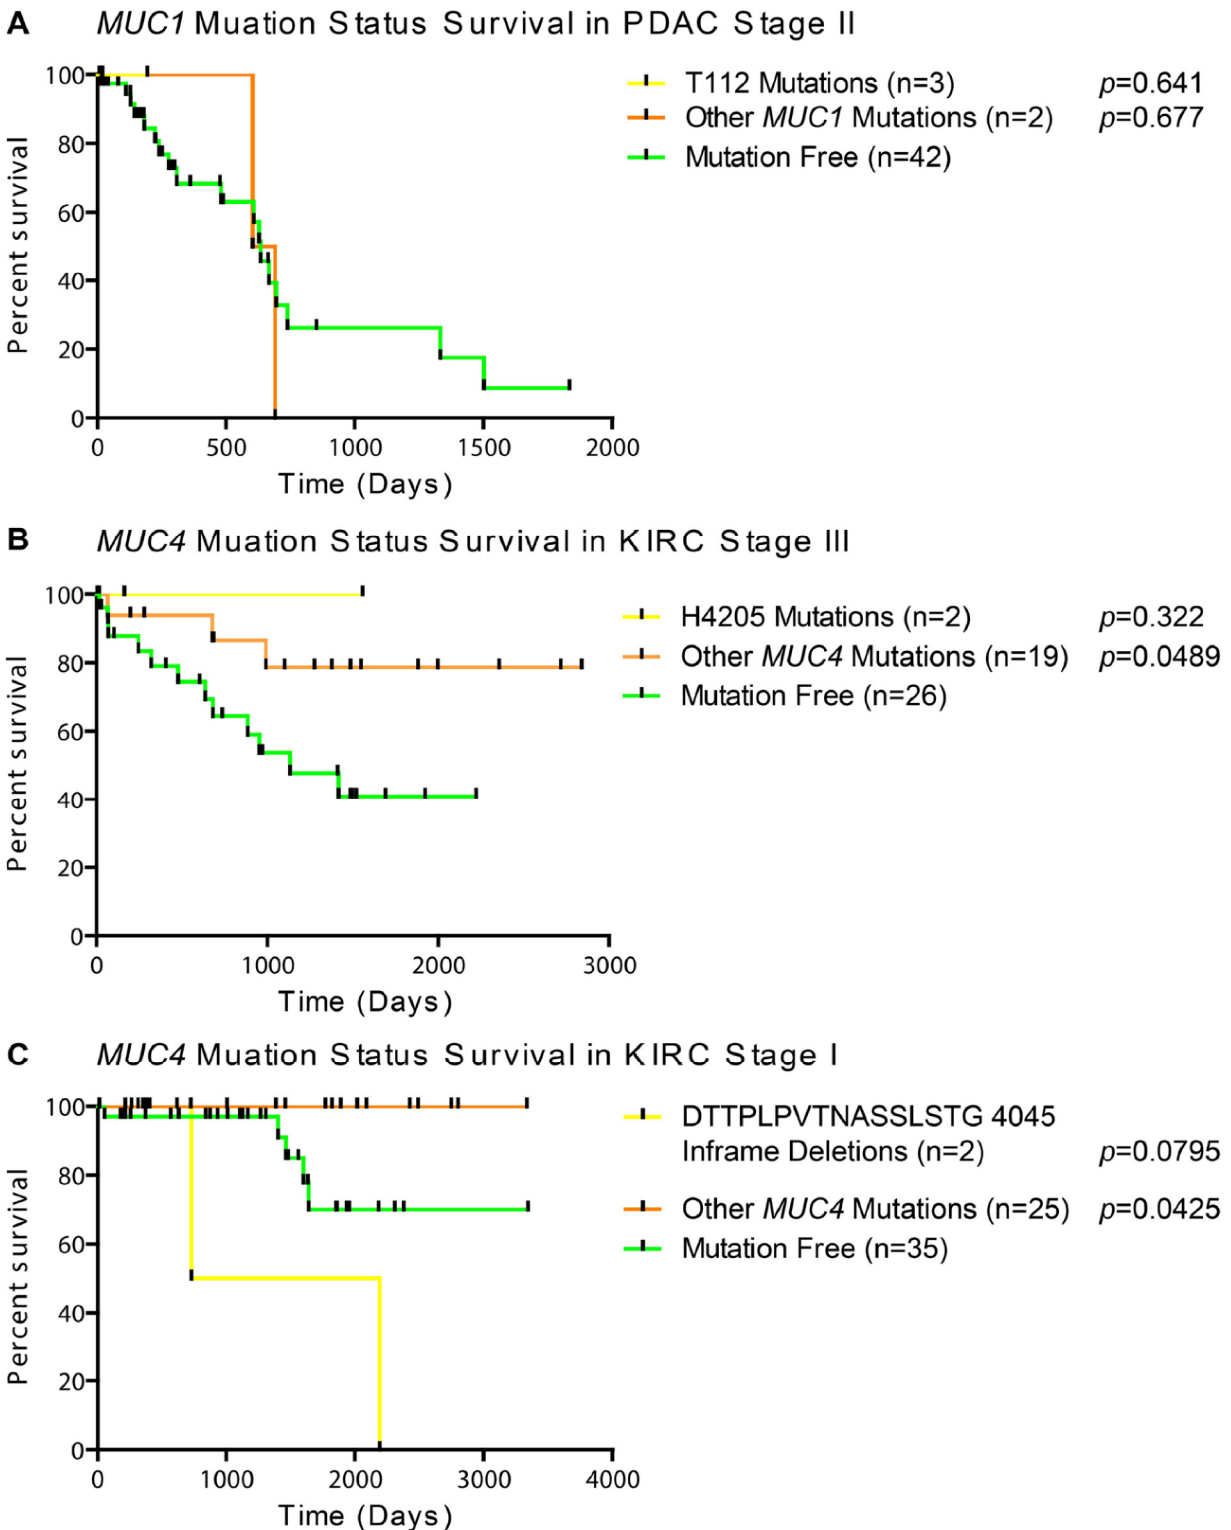 A MUC1 Muation Status Survival in PDAC Stage II
100
80
60
40
20
0
Percent survival
0 500 1000 1500 2000
Time (Days)
T112 Mutations (n=3) p=0.641
Other MUC1 Mutations (n=2) p=0.677
Mutation Free (n=42)
B MUC4 Muation Status Survival in KIRC Stage III
100
80
60
40
20
0
Percent survival
0 1000 2000 3000
Time (Days)
H4205 Mutations (n=2) p=0.322
Other MUC4 Mutations (n=19) p=0.0489
Mutation Free (n=26)
C MUC4 Muation Status Survival in KIRC Stage I
100
80
60
40
20
0
Percent survival
0 1000 2000 3000 4000
Time (Days)
DTTPLPVTNASSLSTG 4045
Inframe Deletions (n=2) p=0.0795
Other MUC4 Mutations (n=25) p=0.0425
Mutation Free (n=35)